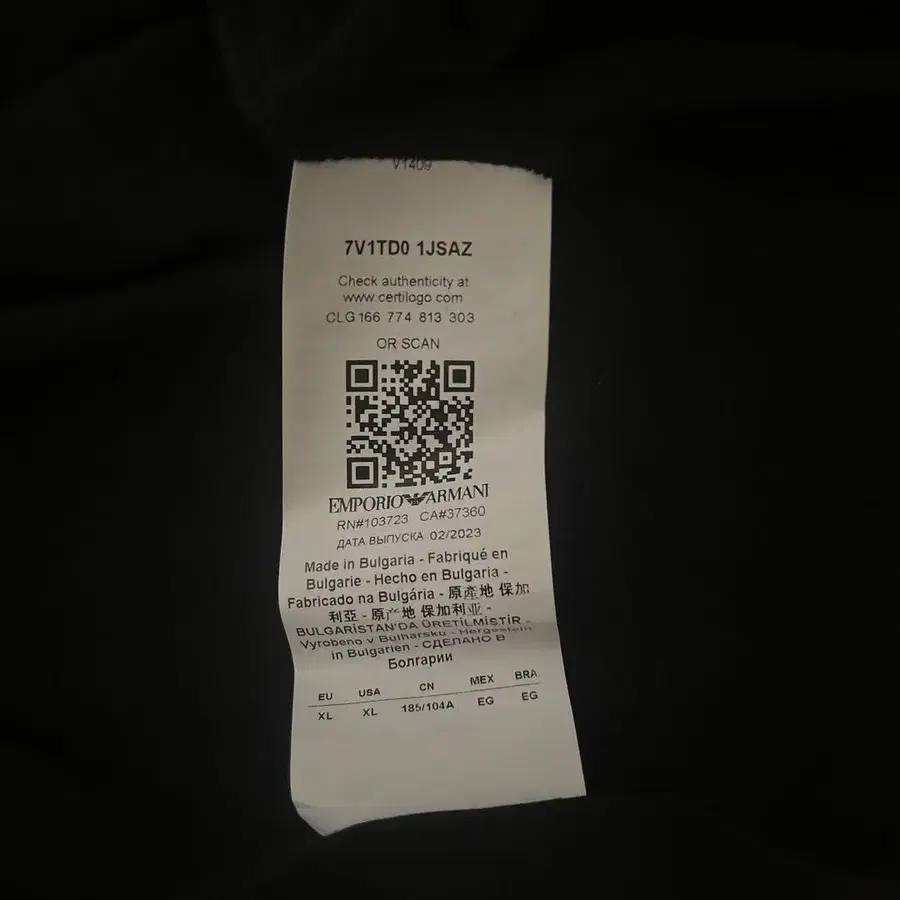 V1409
7V1TD0 1JSAZ
Check authenticity at
www.certilogo.com
CLG 166 774 813 303
OR SCAN
EMPORIO ARMANI
RN#103723 CA#37360
ДАТА ВЫПУСКА 02/2023
Made in Bulgaria - Fabriqué en
Bulgarie - Hecho en Bulgaria -
Fabricado na Bulgária - 原產地 保加
利亞 - 原产地 保加利亚 -
BULGARİSTAN'DA ÜRETİLMİSTİR -
Vyrobeno v Bulharsku - Hergestellt
in Bulgarien - СДЕЛАНО В
Болгарии
EU USA CN MEX BRA
XL XL 185/104A EG EG